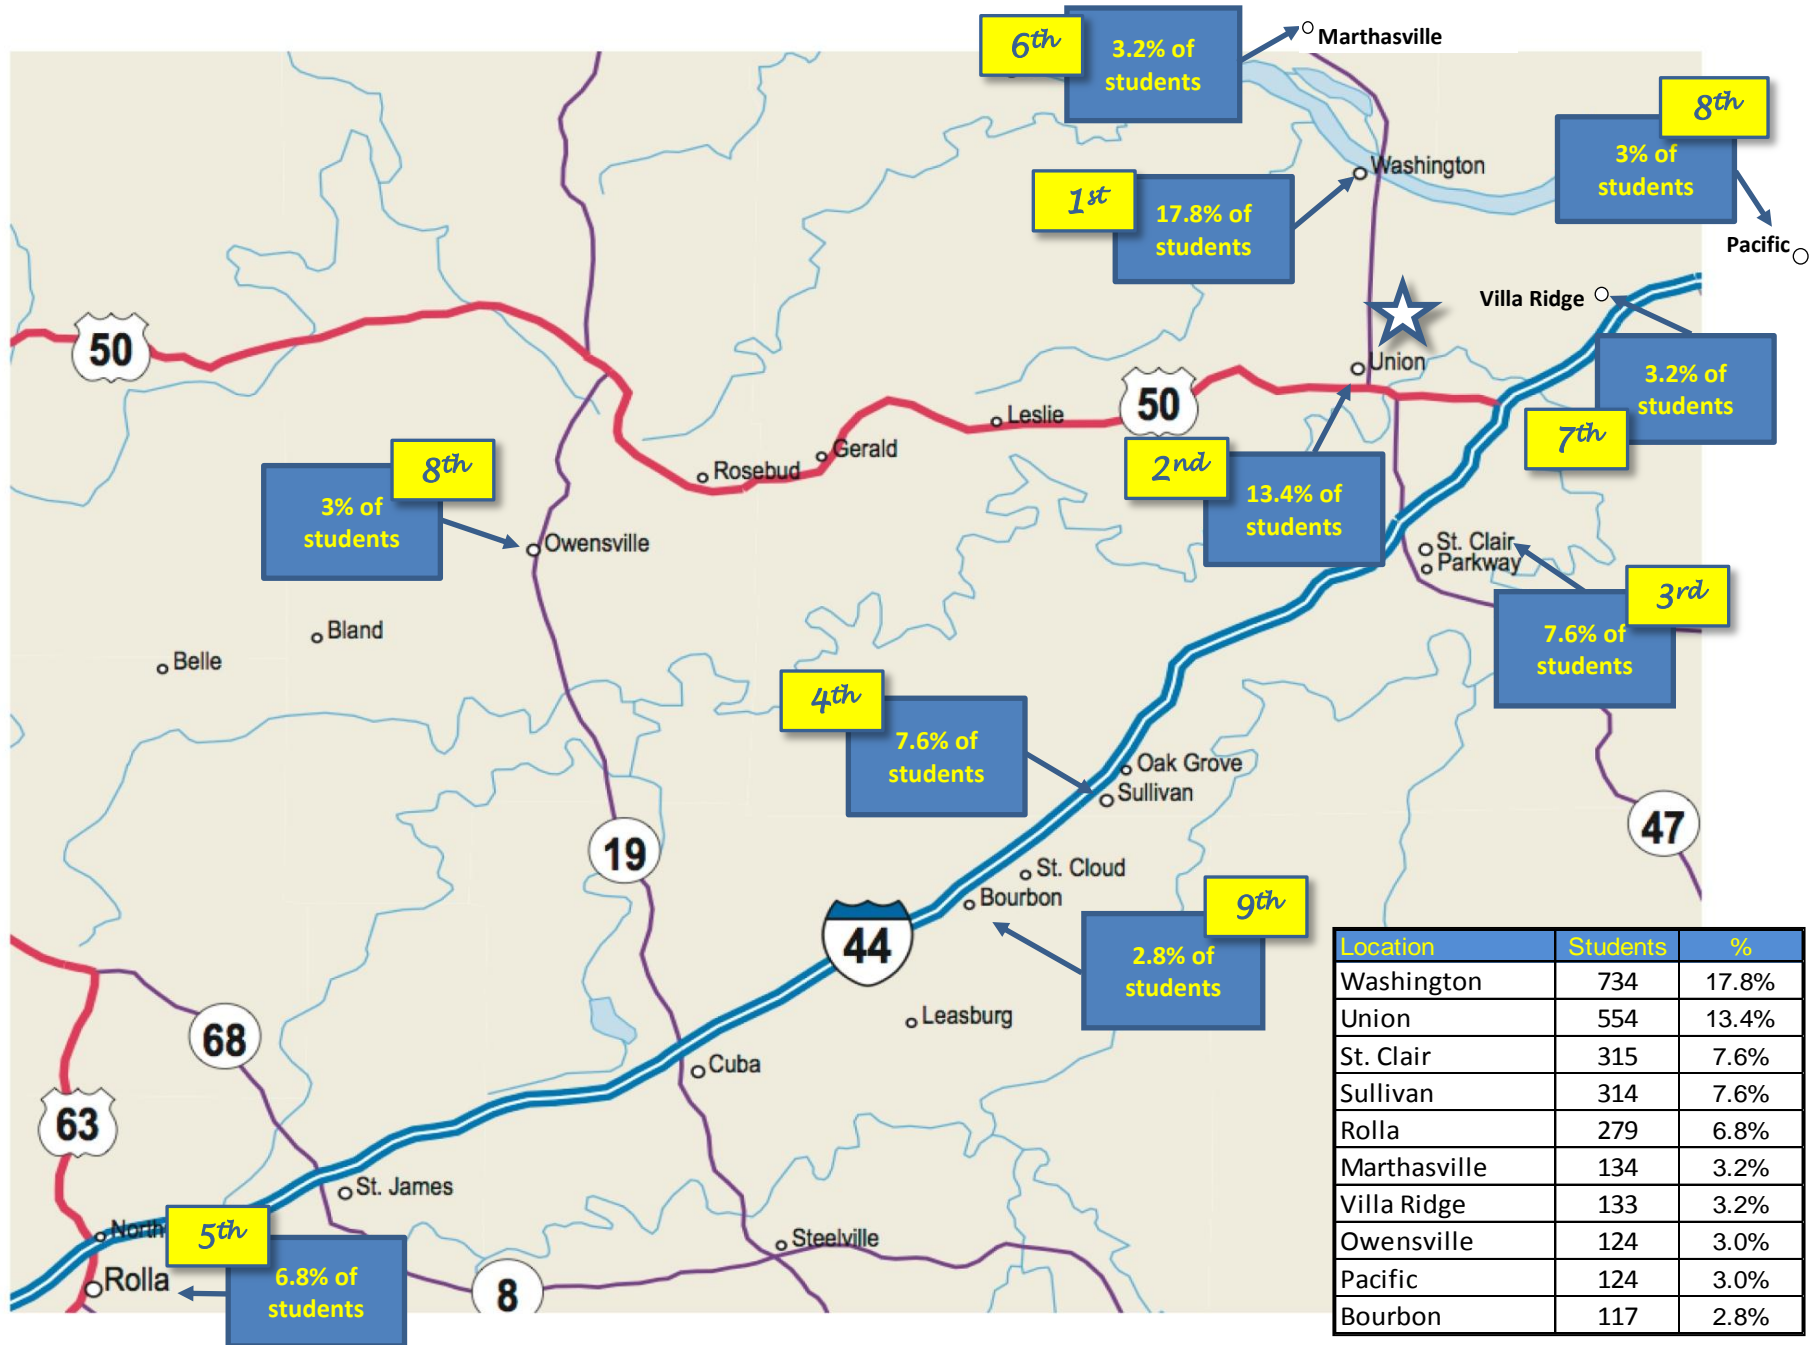 6th
3.2% of
students
Marthasville
8th
3% of
students
Washington
1st
17.8% of
students
Pacific
Villa Ridge
50
Union
3.2% of
students
7th
50
Leslie
Gerald
Rosebud
2nd
13.4% of
students
8th
3% of
students
Owensville
St. Clair
Parkway
3rd
7.6% of
students
Bland
Belle
4th
7.6% of
students
Oak Grove
Sullivan
47
19
St. Cloud
Bourbon
9th
2.8% of
students
44
Leasburg
68
Cuba
63
St. James
North
5th
6.8% of
students
Rolla
Steelville
8
Location Students %
Washington 734 17.8%
Union 554 13.4%
St. Clair 315 7.6%
Sullivan 314 7.6%
Rolla 279 6.8%
Marthasville 134 3.2%
Villa Ridge 133 3.2%
Owensville 124 3.0%
Pacific 124 3.0%
Bourbon 117 2.8%